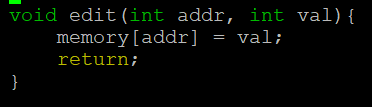 void edit(int addr, int val){
    memory[addr] = val;
    return;
}